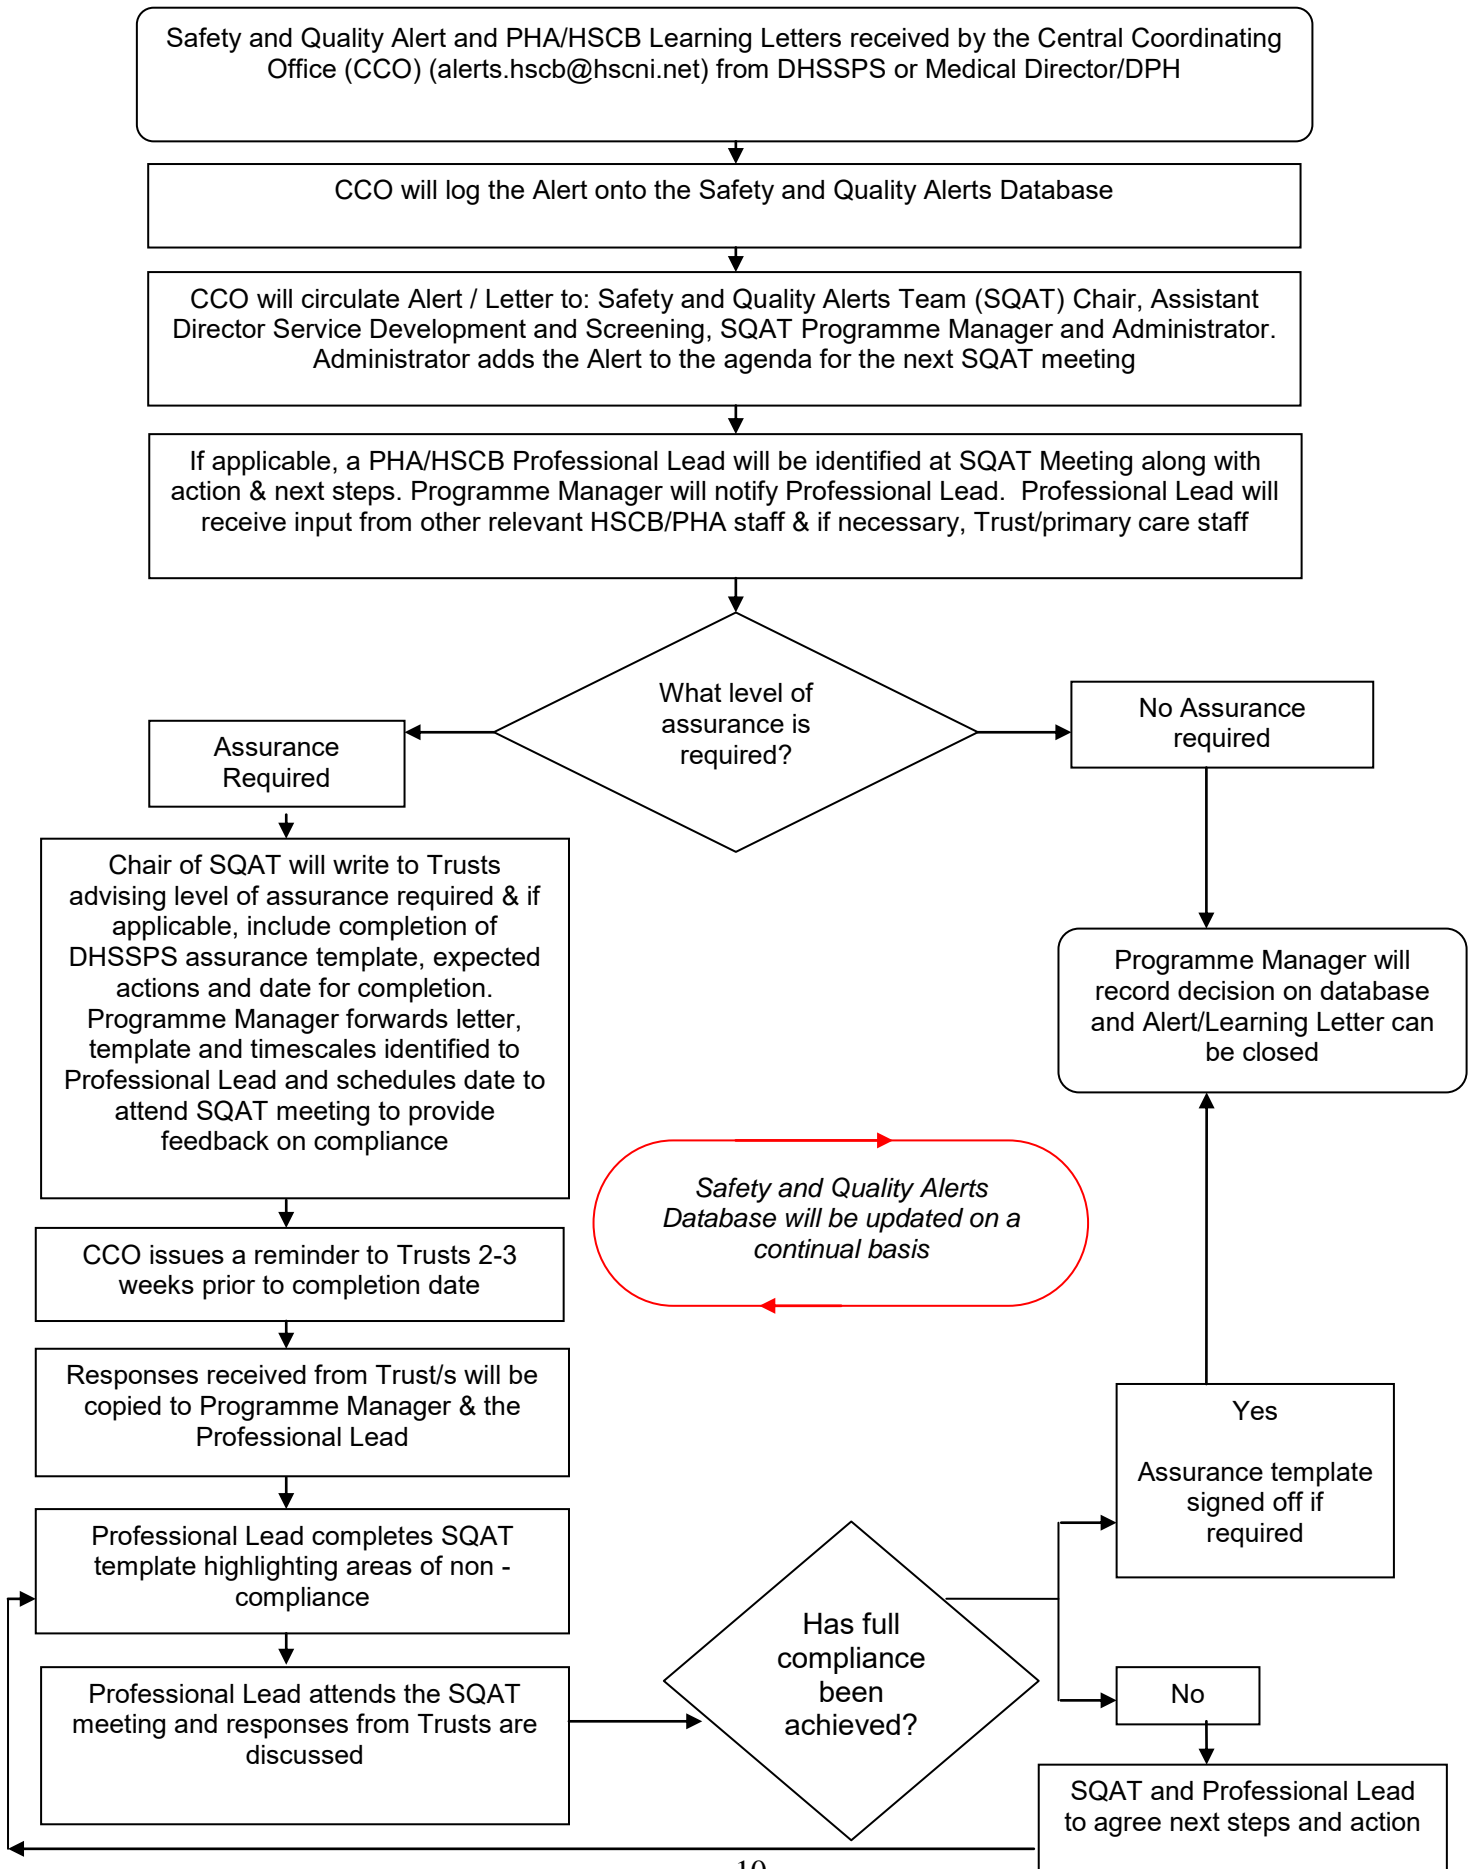 Safety and Quality Alert and PHA/HSCB Learning Letters received by the Central Coordinating
Office (CCO) (alerts.hscb@hscni.net) from DHSSPS or Medical Director/DPH
CCO will log the Alert onto the Safety and Quality Alerts Database
CCO will circulate Alert / Letter to: Safety and Quality Alerts Team (SQAT) Chair, Assistant
Director Service Development and Screening, SQAT Programme Manager and Administrator.
Administrator adds the Alert to the agenda for the next SQAT meeting
If applicable, a PHA/HSCB Professional Lead will be identified at SQAT Meeting along with
action & next steps. Programme Manager will notify Professional Lead.  Professional Lead will
receive input from other relevant HSCB/PHA staff & if necessary, Trust/primary care staff
What level of
assurance is
required?
No Assurance
required
Assurance
Required
Chair of SQAT will write to Trusts
advising level of assurance required & if
applicable, include completion of
DHSSPS assurance template, expected
actions and date for completion.
Programme Manager forwards letter,
template and timescales identified to
Professional Lead and schedules date to
attend SQAT meeting to provide
feedback on compliance
Programme Manager will
record decision on database
and Alert/Learning Letter can
be closed
Safety and Quality Alerts
Database will be updated on a
continual basis
CCO issues a reminder to Trusts 2-3
weeks prior to completion date
Responses received from Trust/s will be
copied to Programme Manager & the
Professional Lead
Yes
Assurance template
signed off if
required
Professional Lead completes SQAT
template highlighting areas of non -
compliance
Has full
compliance
been
achieved?
Professional Lead attends the SQAT
meeting and responses from Trusts are
discussed
No
SQAT and Professional Lead
to agree next steps and action
10